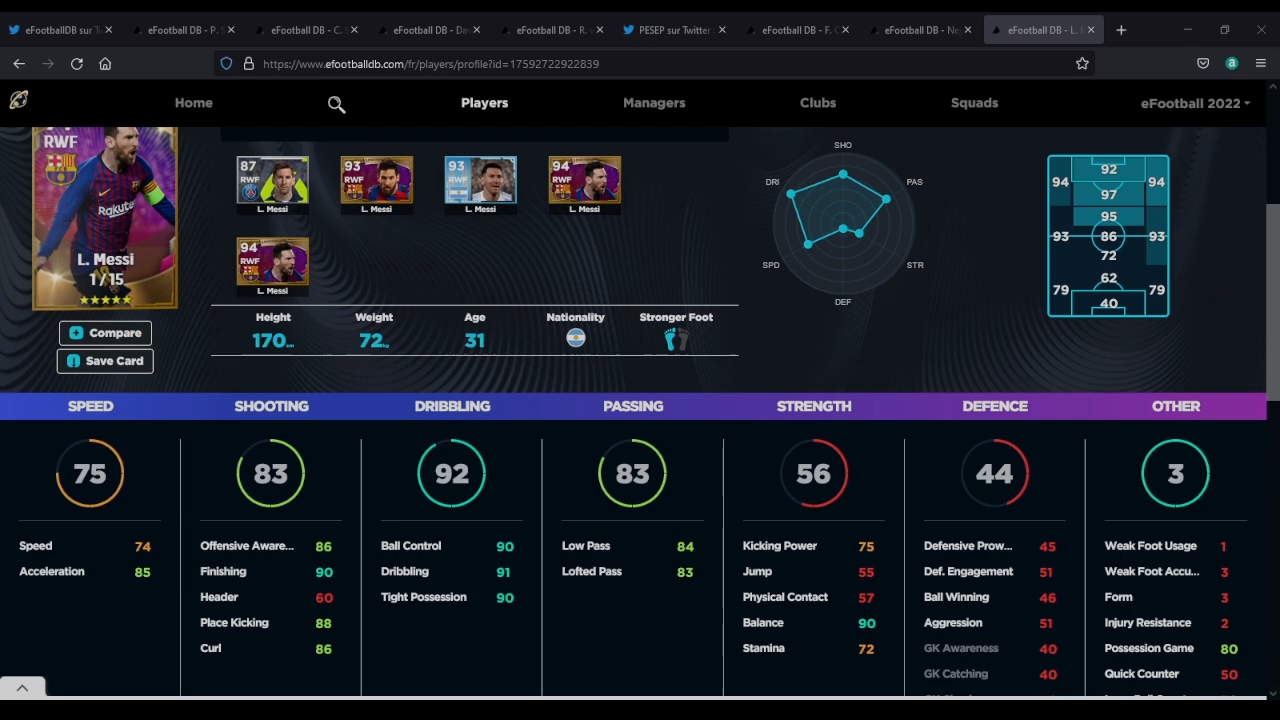 eFootballDB sur Tu
eFootball DB - P. S
eFootball DB - C. S
eFootball DB - Dav
eFootball DB - R. v
PESEP sur Twitter :
eFootball DB - F. C
eFootball DB - Ney
eFootball DB - L. M
https://www.efootballdb.com/fr/players/profile?id=17592722922839
a
Home
Players
Managers
Clubs
Squads
eFootball 2022
RWF
L. Messi
1 / 15
87
RWF
L. Messi
93
RWF
L. Messi
93
RWF
L. Messi
94
RWF
L. Messi
94
RWF
L. Messi
Compare
Save Card
Height
Weight
Age
Nationality
Stronger Foot
170cm
72kg
31
SHO
DRI
PAS
SPD
STR
DEF
92
94
94
97
95
93
86
93
72
62
79
79
40
SPEED
SHOOTING
DRIBBLING
PASSING
STRENGTH
DEFENCE
OTHER
75
83
92
83
56
44
3
Speed 74
Acceleration 85
Offensive Aware... 86
Finishing 90
Header 60
Place Kicking 88
Curl 86
Ball Control 90
Dribbling 91
Tight Possession 90
Low Pass 84
Lofted Pass 83
Kicking Power 75
Jump 55
Physical Contact 57
Balance 90
Stamina 72
Defensive Prow... 45
Def. Engagement 51
Ball Winning 46
Aggression 51
GK Awareness 40
GK Catching 40
Weak Foot Usage 1
Weak Foot Accu... 3
Form 3
Injury Resistance 2
Possession Game 80
Quick Counter 50